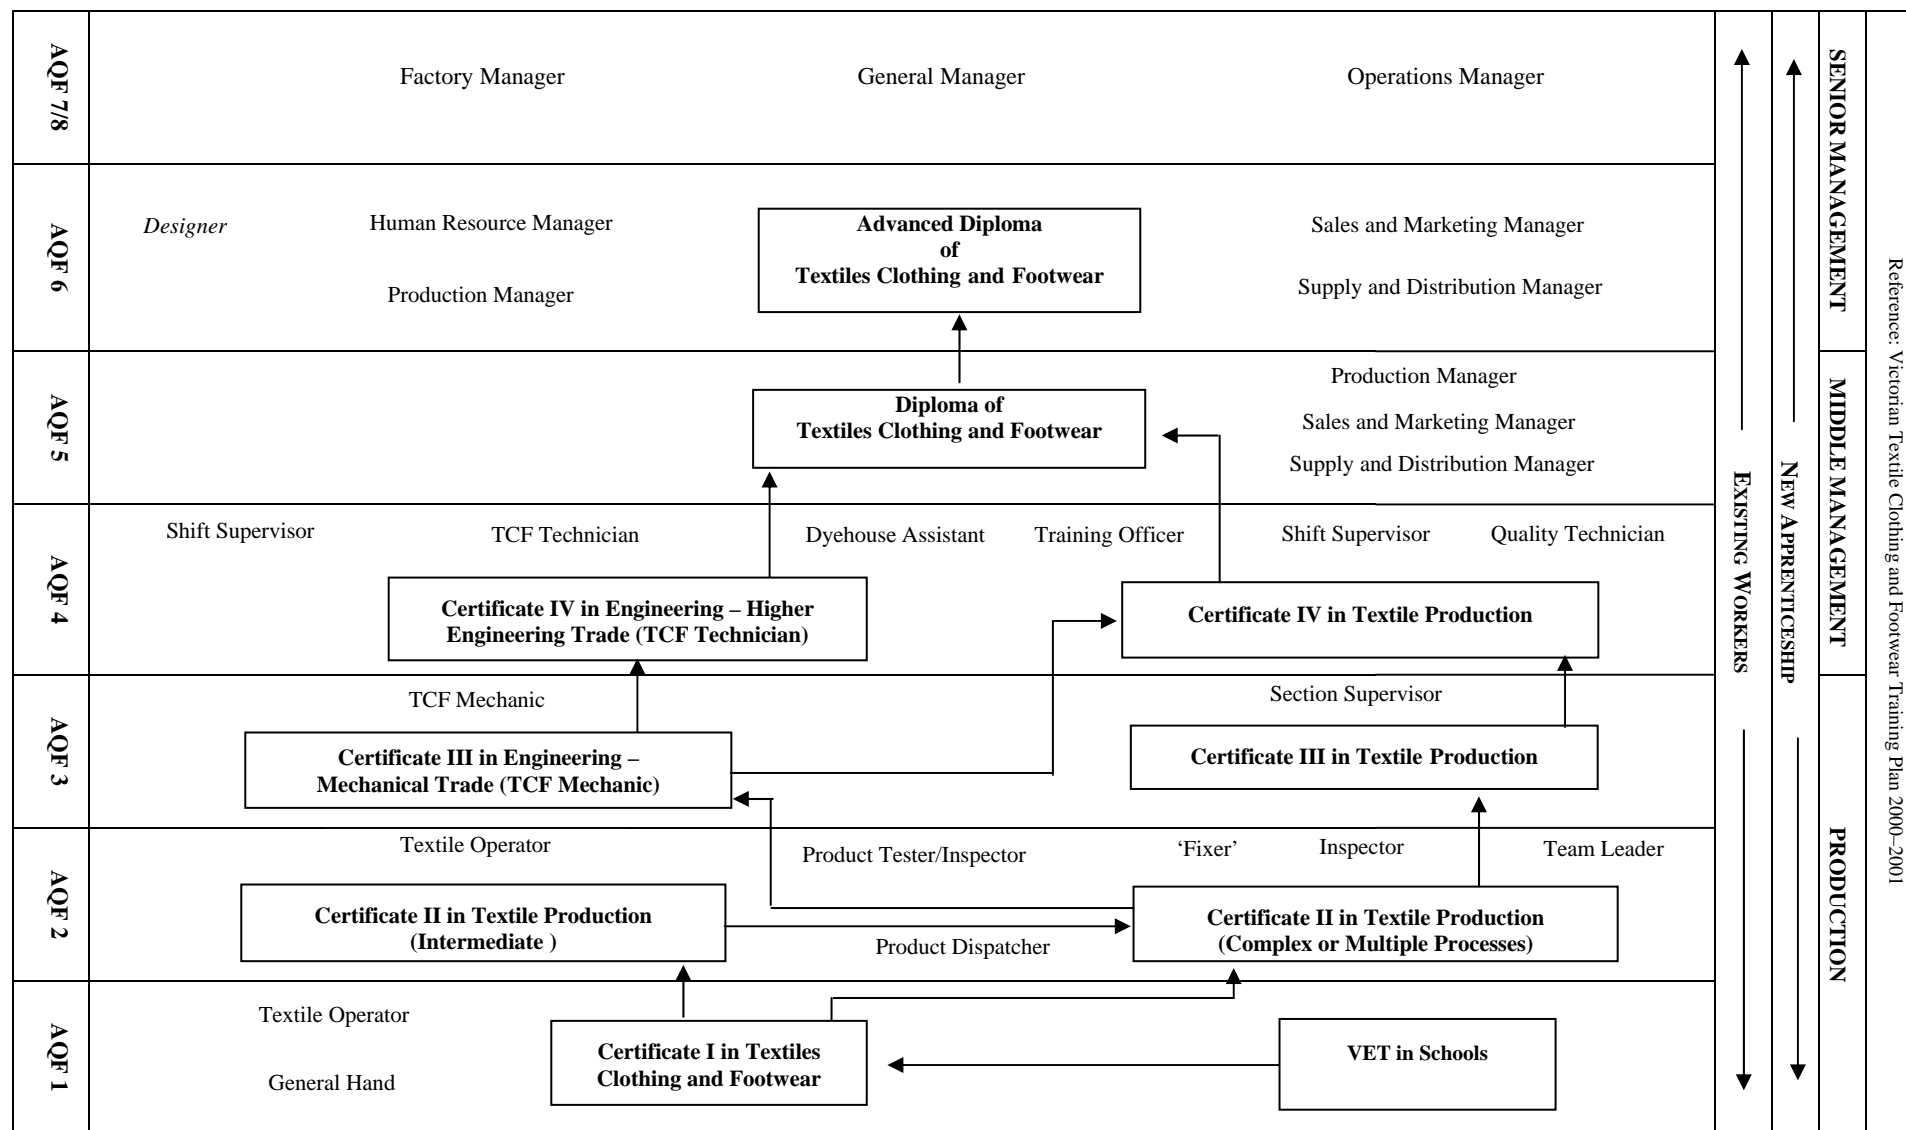 AQF 7/8
Factory Manager
General Manager
Operations Manager
AQF 6
Designer
Human Resource Manager
Production Manager
Advanced Diploma
of
Textiles Clothing and Footwear
Sales and Marketing Manager
Supply and Distribution Manager
AQF 5
Diploma of
Textiles Clothing and Footwear
Production Manager
Sales and Marketing Manager
Supply and Distribution Manager
AQF 4
Shift Supervisor
TCF Technician
Dyehouse Assistant
Training Officer
Shift Supervisor
Quality Technician
Certificate IV in Engineering – Higher
Engineering Trade (TCF Technician)
Certificate IV in Textile Production
AQF 3
TCF Mechanic
Section Supervisor
Certificate III in Engineering –
Mechanical Trade (TCF Mechanic)
Certificate III in Textile Production
AQF 2
Textile Operator
Product Tester/Inspector
‘Fixer’
Inspector
Team Leader
Certificate II in Textile Production
(Intermediate )
Product Dispatcher
Certificate II in Textile Production
(Complex or Multiple Processes)
AQF 1
Textile Operator
General Hand
Certificate I in Textiles
Clothing and Footwear
VET in Schools
EXISTING WORKERS
NEW APPRENTICESHIP
SENIOR MANAGEMENT
MIDDLE MANAGEMENT
PRODUCTION
Reference: Victorian Textile Clothing and Footwear Training Plan 2000–2001